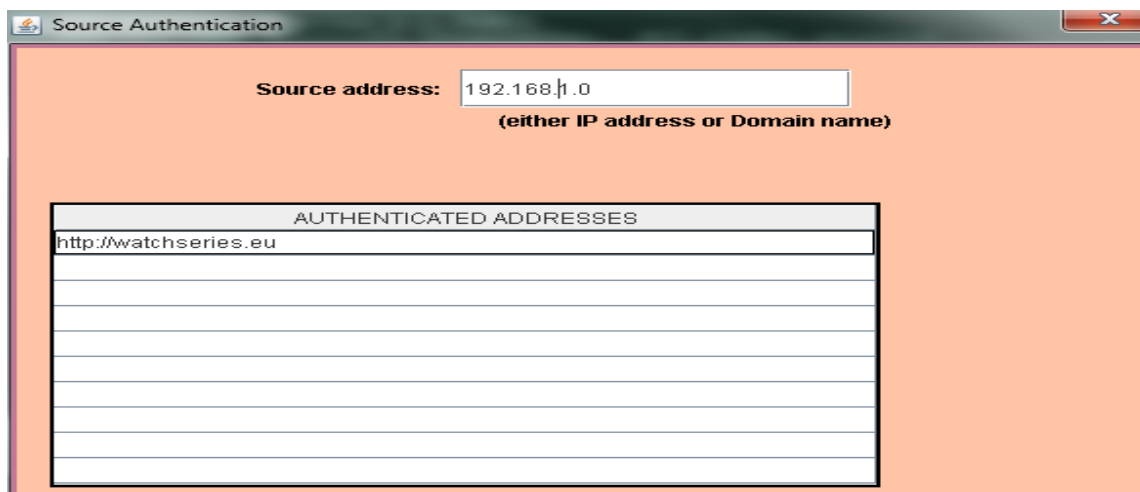 Source Authentication
Source address: 192.168.1.0
(either IP address or Domain name)
AUTHENTICATED ADDRESSES
http://watchseries.eu